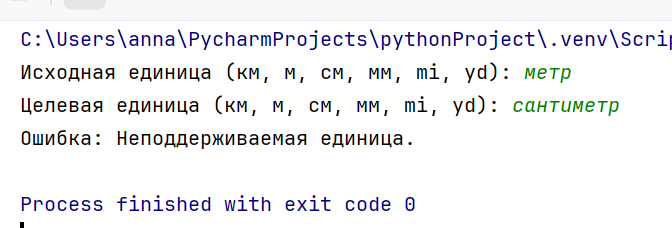 C:\Users\anna\PycharmProjects\pythonProject\.venv\Scrip
Исходная единица (км, м, см, мм, mi, yd): метр
Целевая единица (км, м, см, мм, mi, yd): сантиметр
Ошибка: Неподдерживаемая единица.
Process finished with exit code 0